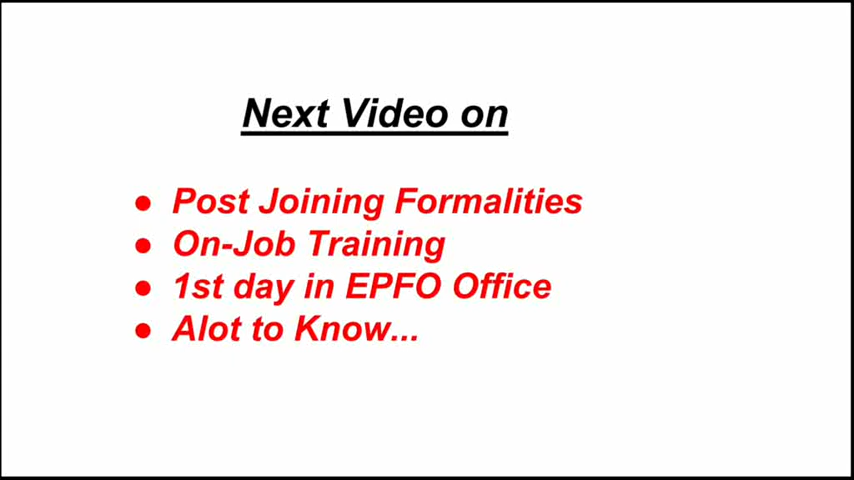 Next Video on
● Post Joining Formalities
● On-Job Training
● 1st day in EPFO Office
● Alot to Know...